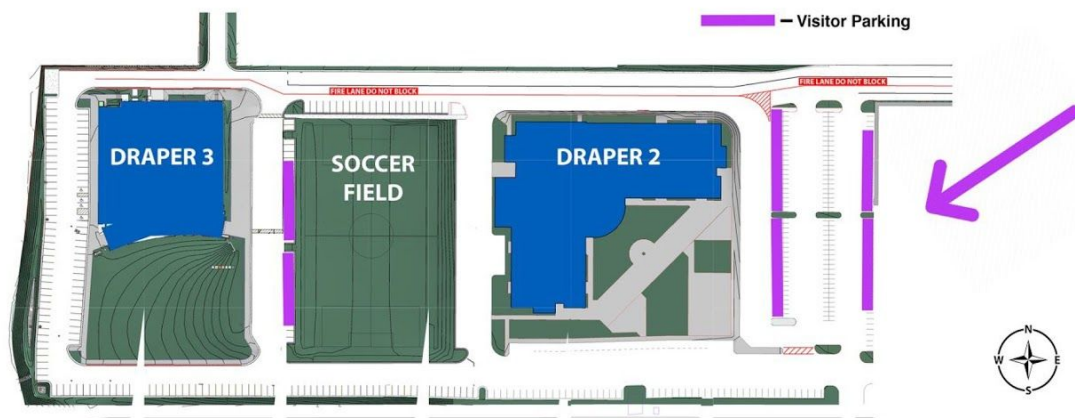 – Visitor Parking
FIRE LANE DO NOT BLOCK
FIRE LANE DO NOT BLOCK
DRAPER 3
SOCCER
FIELD
DRAPER 2
N
W E
S